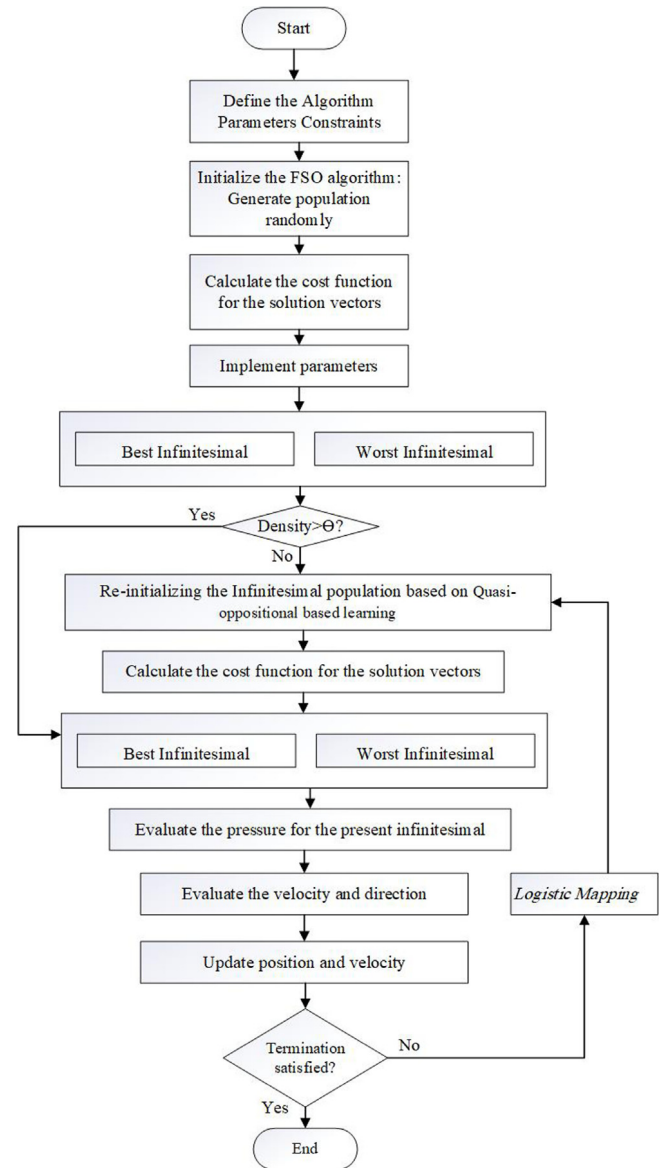 Start
Define the Algorithm
Parameters Constraints
Initialize the FSO algorithm:
Generate population
randomly
Calculate the cost function
for the solution vectors
Implement parameters
Best Infinitesimal
Worst Infinitesimal
Yes
Density>ϴ?
No
Re-initializing the Infinitesimal population based on Quasi-
oppositional based learning
Calculate the cost function for the solution vectors
Best Infinitesimal
Worst Infinitesimal
Evaluate the pressure for the present infinitesimal
Evaluate the velocity and direction
Logistic Mapping
Update position and velocity
Termination
satisfied?
No
Yes
End